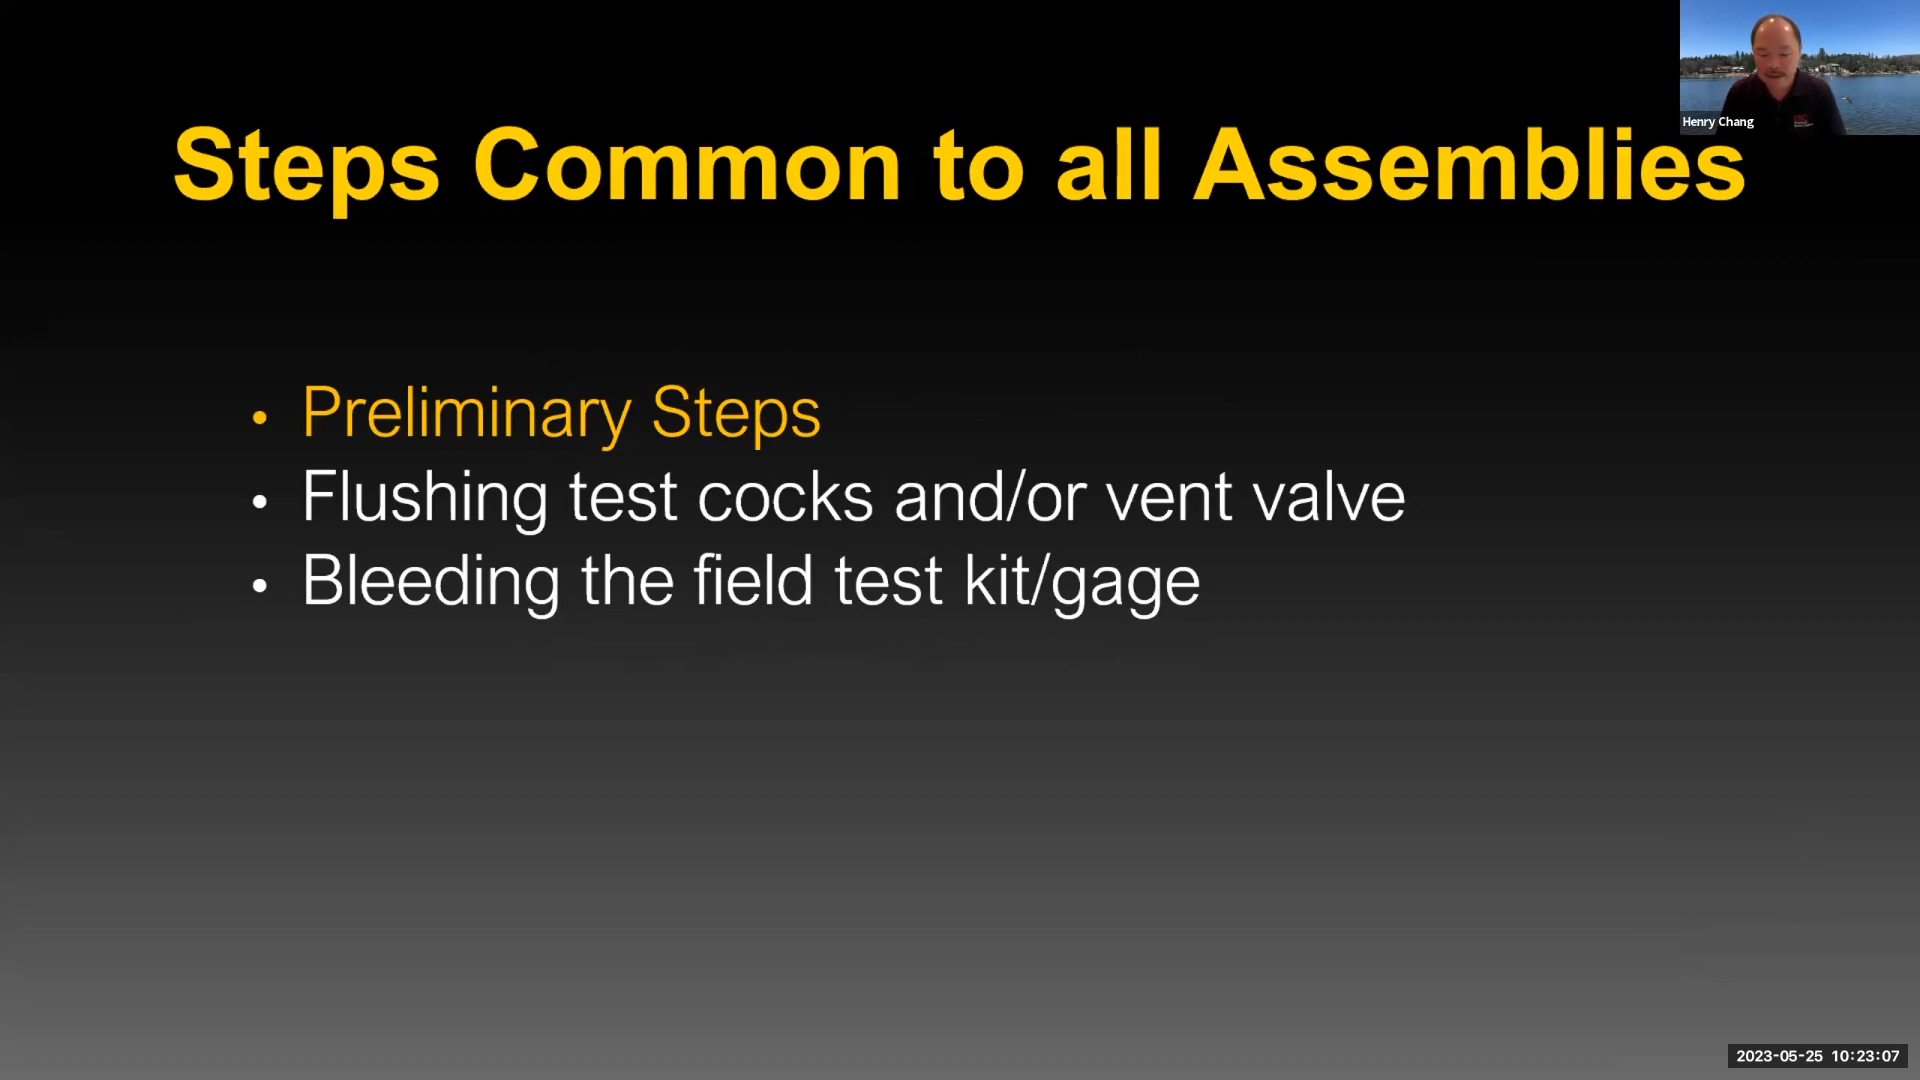 Henry Chang
Steps Common to all Assemblies
• Preliminary Steps
• Flushing test cocks and/or vent valve
• Bleeding the field test kit/gage
2023-05-25 10:23:07